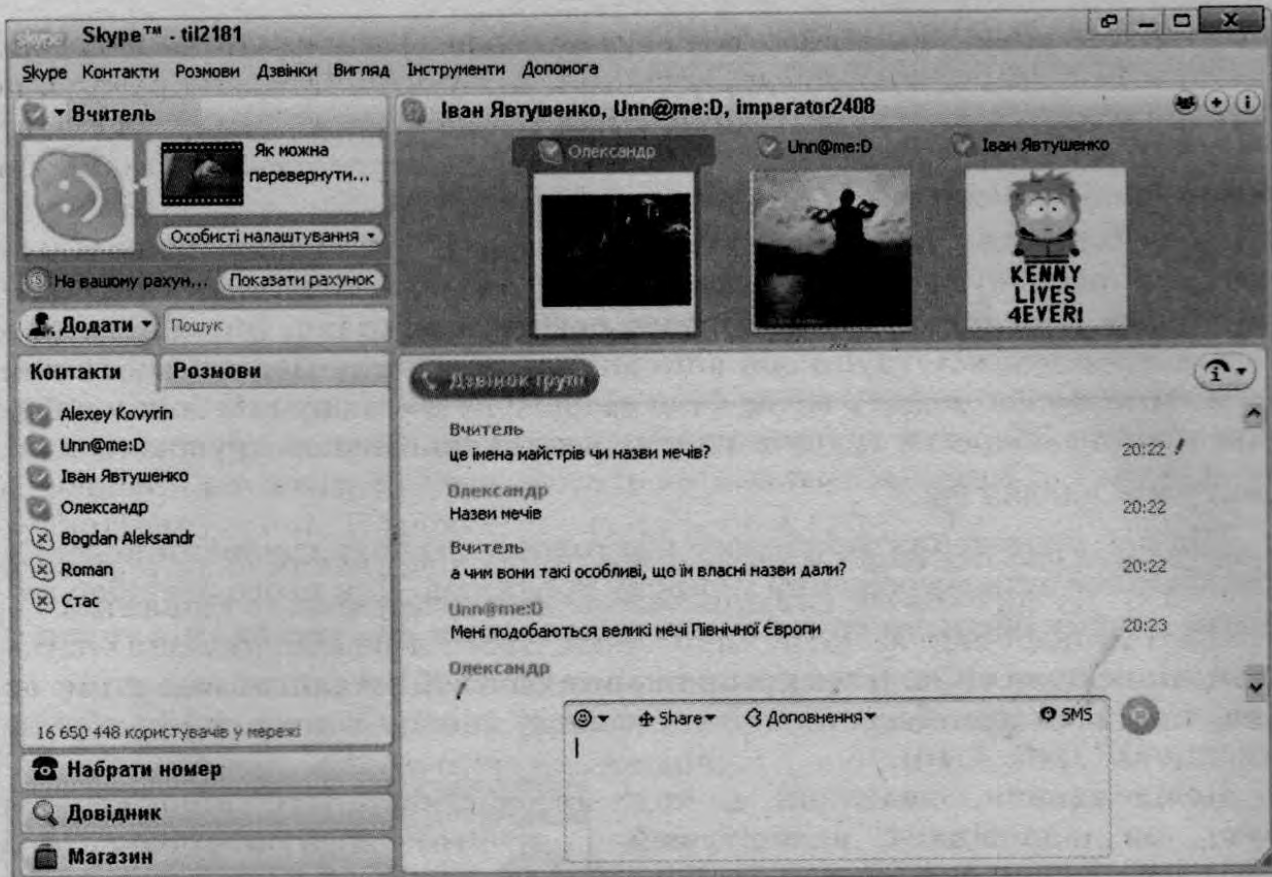 Skype™ - til2181
Skype Контакти Розмови Дзвінки Вигляд Інструменти Допомога
Вчитель
Як можна
перевернути...
Особисті налаштування
На вашому рахун... Показати рахунок
Додати Пошук
Контакти Розмови
Alexey Kovyrin
Unn@me:D
Іван Явтушенко
Олександр
Bogdan Aleksandr
Roman
Стас
16 650 448 користувачів у мережі
Набрати номер
Довідник
Магазин
Іван Явтушенко, Unn@me:D, imperator2408
Олександр Unn@me:D Іван Явтушенко
KENNY
LIVES
4EVER!
Дзвінок групі
Вчитель
це імена майстрів чи назви мечів? 20:22
Олександр
Назви мечів 20:22
Вчитель
а чим вони такі особливі, що їм власні назви дали? 20:22
Unn@me:D
Мені подобаються великі мечі Північної Європи 20:23
Олександр
Share Доповнення SMS